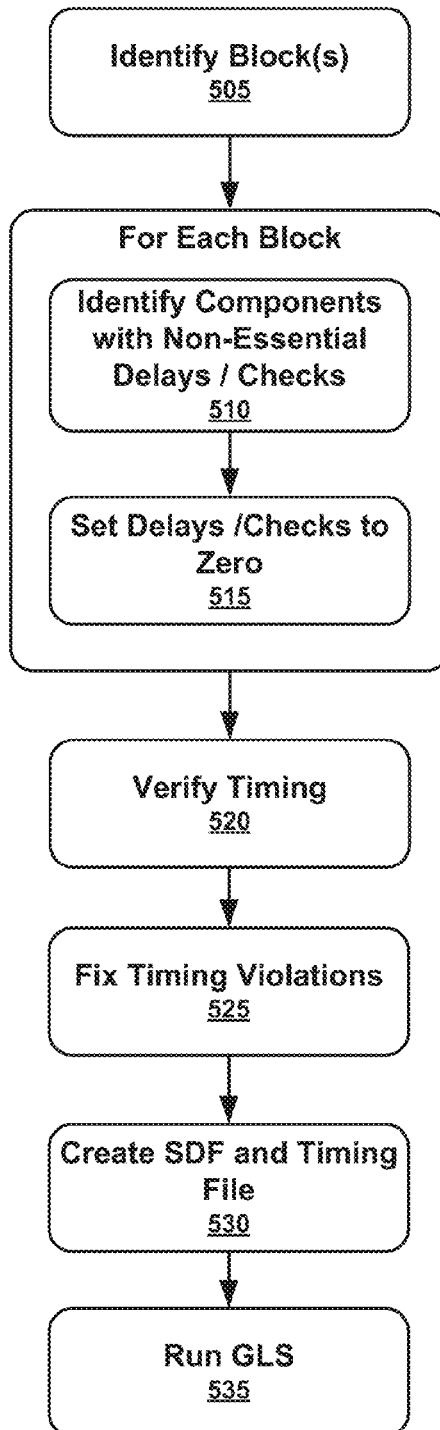 Identify Block(s)
505
For Each Block
Identify Components
with Non-Essential
Delays / Checks
510
Set Delays /Checks to
Zero
515
Verify Timing
520
Fix Timing Violations
525
Create SDF and Timing
File
530
Run GLS
535